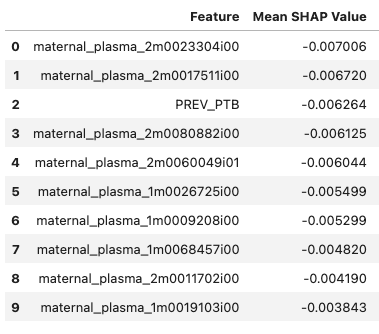 Feature Mean SHAP Value
0 maternal_plasma_2m0023304i00 -0.007006
1 maternal_plasma_2m0017511i00 -0.006720
2 PREV_PTB -0.006264
3 maternal_plasma_2m0080882i00 -0.006125
4 maternal_plasma_2m0060049i01 -0.006044
5 maternal_plasma_1m0026725i00 -0.005499
6 maternal_plasma_1m0009208i00 -0.005299
7 maternal_plasma_1m0068457i00 -0.004820
8 maternal_plasma_2m0011702i00 -0.004190
9 maternal_plasma_1m0019103i00 -0.003843